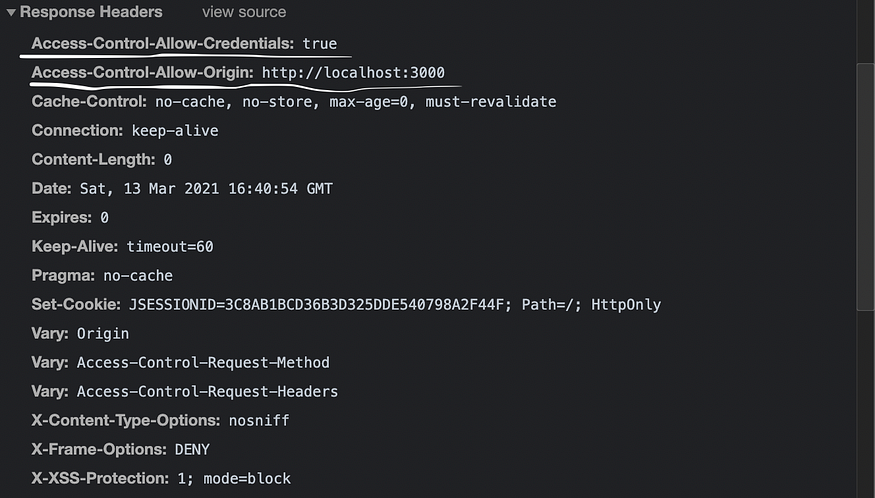 Response Headers view source
Access-Control-Allow-Credentials: true
Access-Control-Allow-Origin: http://localhost:3000
Cache-Control: no-cache, no-store, max-age=0, must-revalidate
Connection: keep-alive
Content-Length: 0
Date: Sat, 13 Mar 2021 16:40:54 GMT
Expires: 0
Keep-Alive: timeout=60
Pragma: no-cache
Set-Cookie: JSESSIONID=3C8AB1BCD36B3D325DDE540798A2F44F; Path=/; HttpOnly
Vary: Origin
Vary: Access-Control-Request-Method
Vary: Access-Control-Request-Headers
X-Content-Type-Options: nosniff
X-Frame-Options: DENY
X-XSS-Protection: 1; mode=block